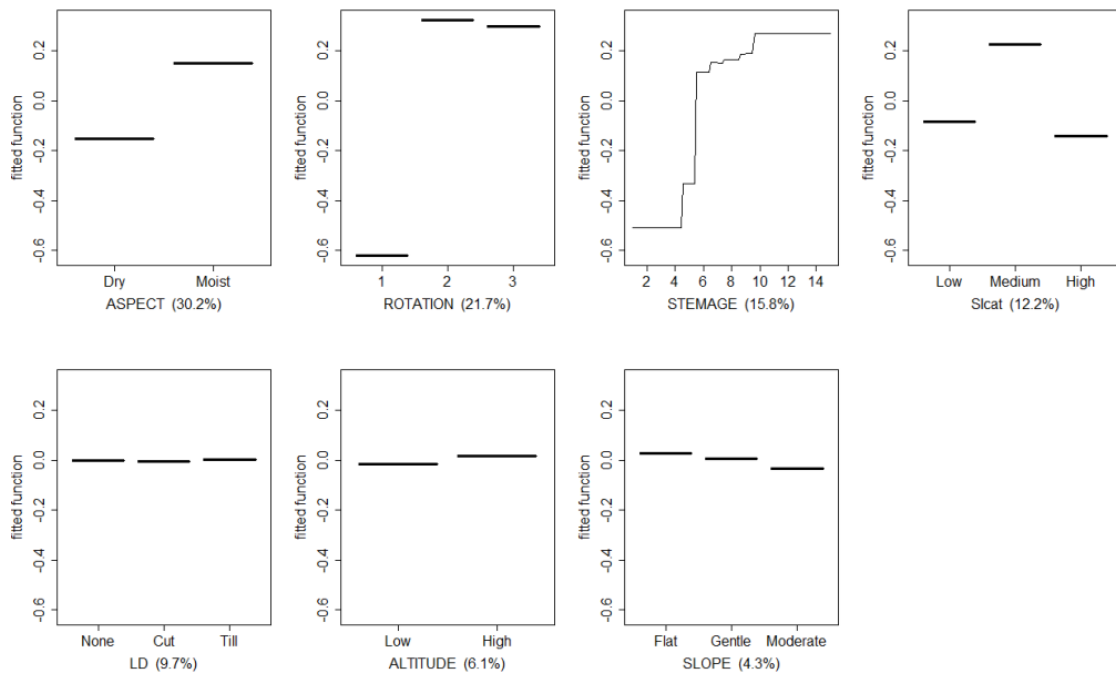 fitted function
0.2
0.0
-0.2
-0.4
-0.6
Dry Moist
ASPECT (30.2%)
fitted function
0.2
0.0
-0.2
-0.4
-0.6
1 2 3
ROTATION (21.7%)
fitted function
0.2
0.0
-0.2
-0.4
-0.6
2 4 6 8 10 12 14
STEMAGE (15.8%)
fitted function
0.2
0.0
-0.2
-0.4
-0.6
Low Medium High
SIcat (12.2%)
fitted function
0.2
0.0
-0.2
-0.4
-0.6
None Cut Till
LD (9.7%)
fitted function
0.2
0.0
-0.2
-0.4
-0.6
Low High
ALTITUDE (6.1%)
fitted function
0.2
0.0
-0.2
-0.4
-0.6
Flat Gentle Moderate
SLOPE (4.3%)